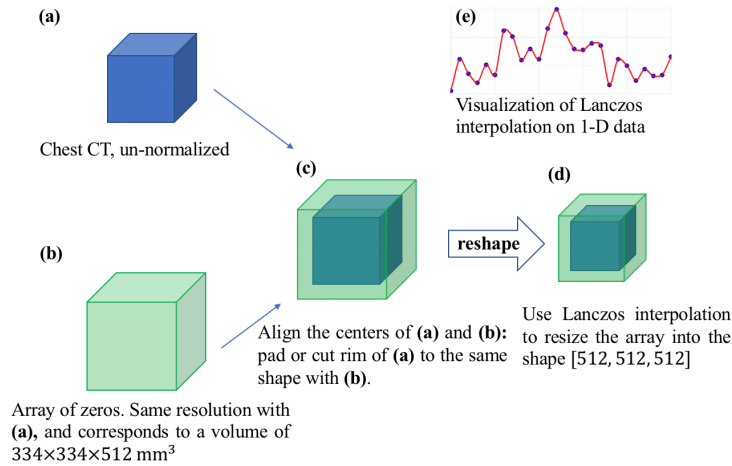 (a)
Chest CT, un-normalized
(e)
Visualization of Lanczos
interpolation on 1-D data
(b)
Array of zeros. Same resolution with
(a), and corresponds to a volume of
334×334×512 mm³
(c)
Align the centers of (a) and (b):
pad or cut rim of (a) to the same
shape with (b).
reshape
(d)
Use Lanczos interpolation
to resize the array into the
shape [512, 512, 512]